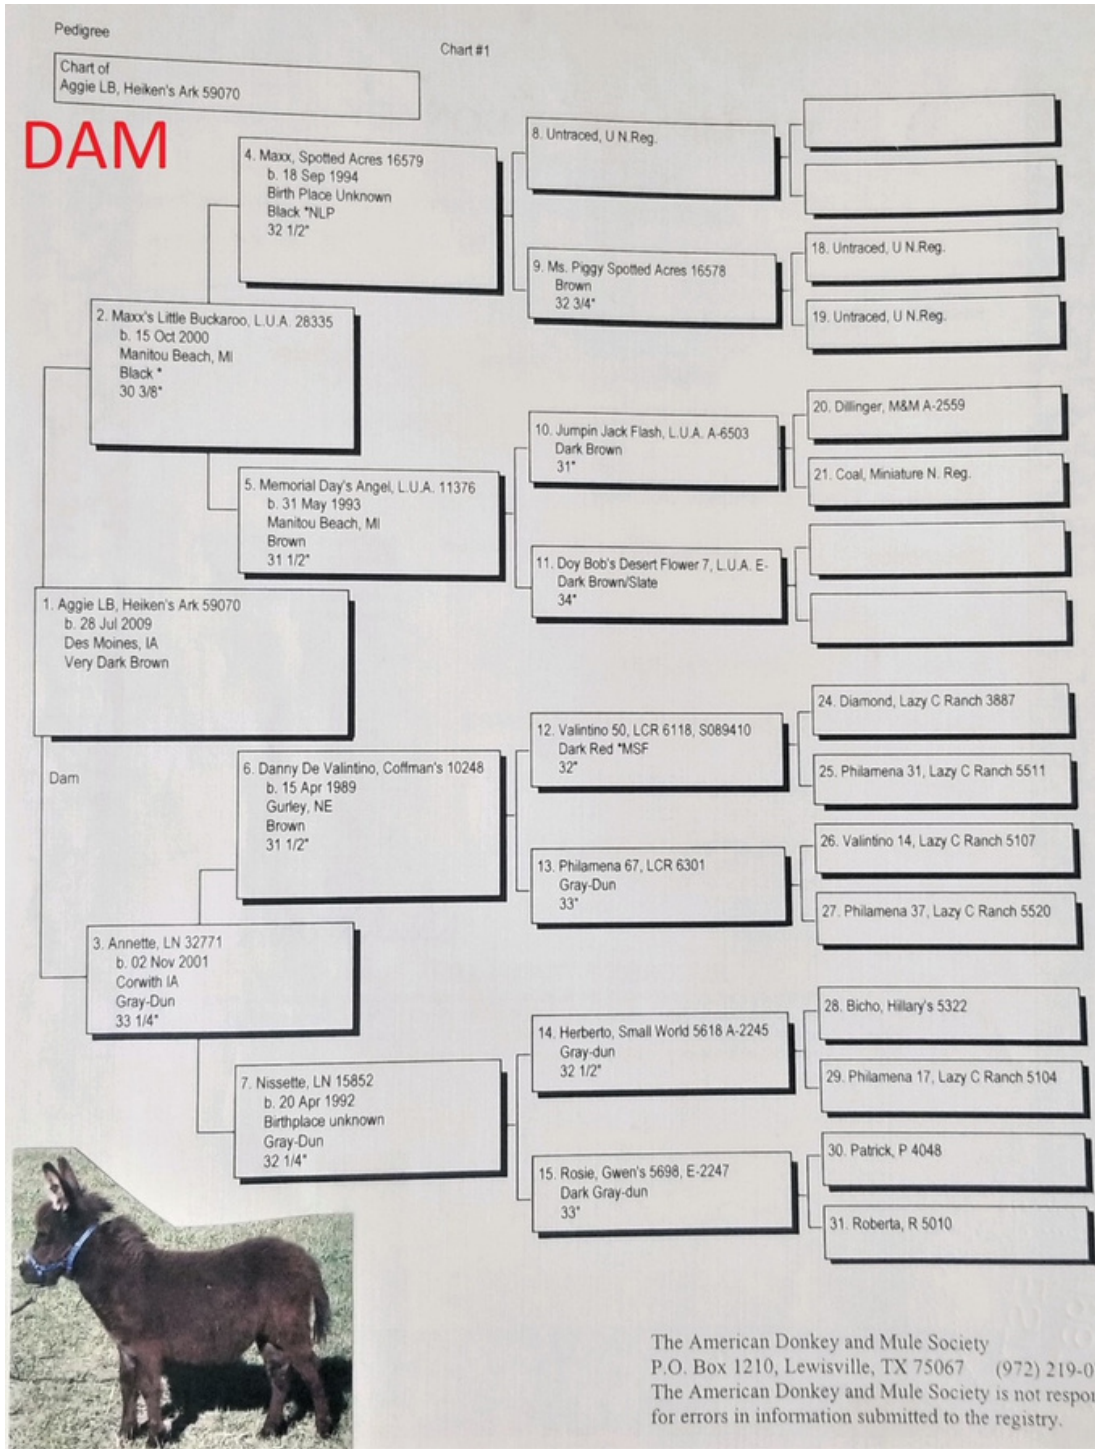 Pedigree
Chart #1
Chart of
Aggie LB, Heiken's Ark 59070
DAM
4. Maxx, Spotted Acres 16579
b. 18 Sep 1994
Birth Place Unknown
Black *NLP
32 1/2"
8. Untraced, U N.Reg.
9. Ms. Piggy Spotted Acres 16578
Brown
32 3/4"
18. Untraced, U N.Reg.
19. Untraced, U N.Reg.
2. Maxx's Little Buckaroo, L.U.A. 28335
b. 15 Oct 2000
Manitou Beach, MI
Black *
30 3/8"
5. Memorial Day's Angel, L.U.A. 11376
b. 31 May 1993
Manitou Beach, MI
Brown
31 1/2"
10. Jumpin Jack Flash, L.U.A. A-6503
Dark Brown
31"
20. Dillinger, M&M A-2559
21. Coal, Miniature N. Reg.
11. Doy Bob's Desert Flower 7, L.U.A. E-
Dark Brown/Slate
34"
1. Aggie LB, Heiken's Ark 59070
b. 28 Jul 2009
Des Moines, IA
Very Dark Brown
Dam
6. Danny De Valintino, Coffman's 10248
b. 15 Apr 1989
Gurley, NE
Brown
31 1/2"
12. Valintino 50, LCR 6118, S089410
Dark Red *MSF
32"
24. Diamond, Lazy C Ranch 3887
25. Philamena 31, Lazy C Ranch 5511
13. Philamena 67, LCR 6301
Gray-Dun
33"
26. Valintino 14, Lazy C Ranch 5107
27. Philamena 37, Lazy C Ranch 5520
3. Annette, LN 32771
b. 02 Nov 2001
Corwith IA
Gray-Dun
33 1/4"
7. Nissette, LN 15852
b. 20 Apr 1992
Birthplace unknown
Gray-Dun
32 1/4"
14. Herberto, Small World 5618 A-2245
Gray-dun
32 1/2"
28. Bicho, Hillary's 5322
29. Philamena 17, Lazy C Ranch 5104
15. Rosie, Gwen's 5698, E-2247
Dark Gray-dun
33"
30. Patrick, P 4048
31. Roberta, R 5010
The American Donkey and Mule Society
P.O. Box 1210, Lewisville, TX 75067 (972) 219-0
The American Donkey and Mule Society is not respon
for errors in information submitted to the registry.